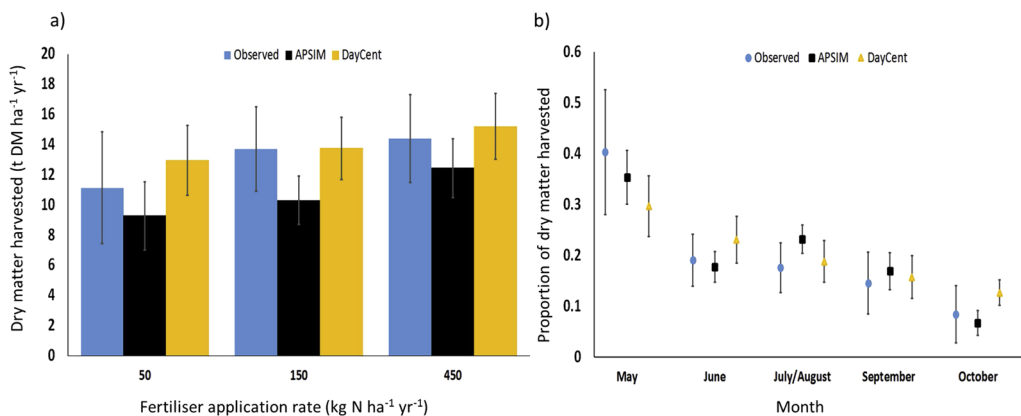 a)
Observed APSIM DayCent
Dry matter harvested (t DM ha⁻¹ yr⁻¹)
20
18
16
14
12
10
8
6
4
2
0
50 150 450
Fertiliser application rate (kg N ha⁻¹ yr⁻¹)
b)
Observed APSIM DayCent
Proportion of dry matter harvested
0.6
0.5
0.4
0.3
0.2
0.1
0
May June July/August September October
Month